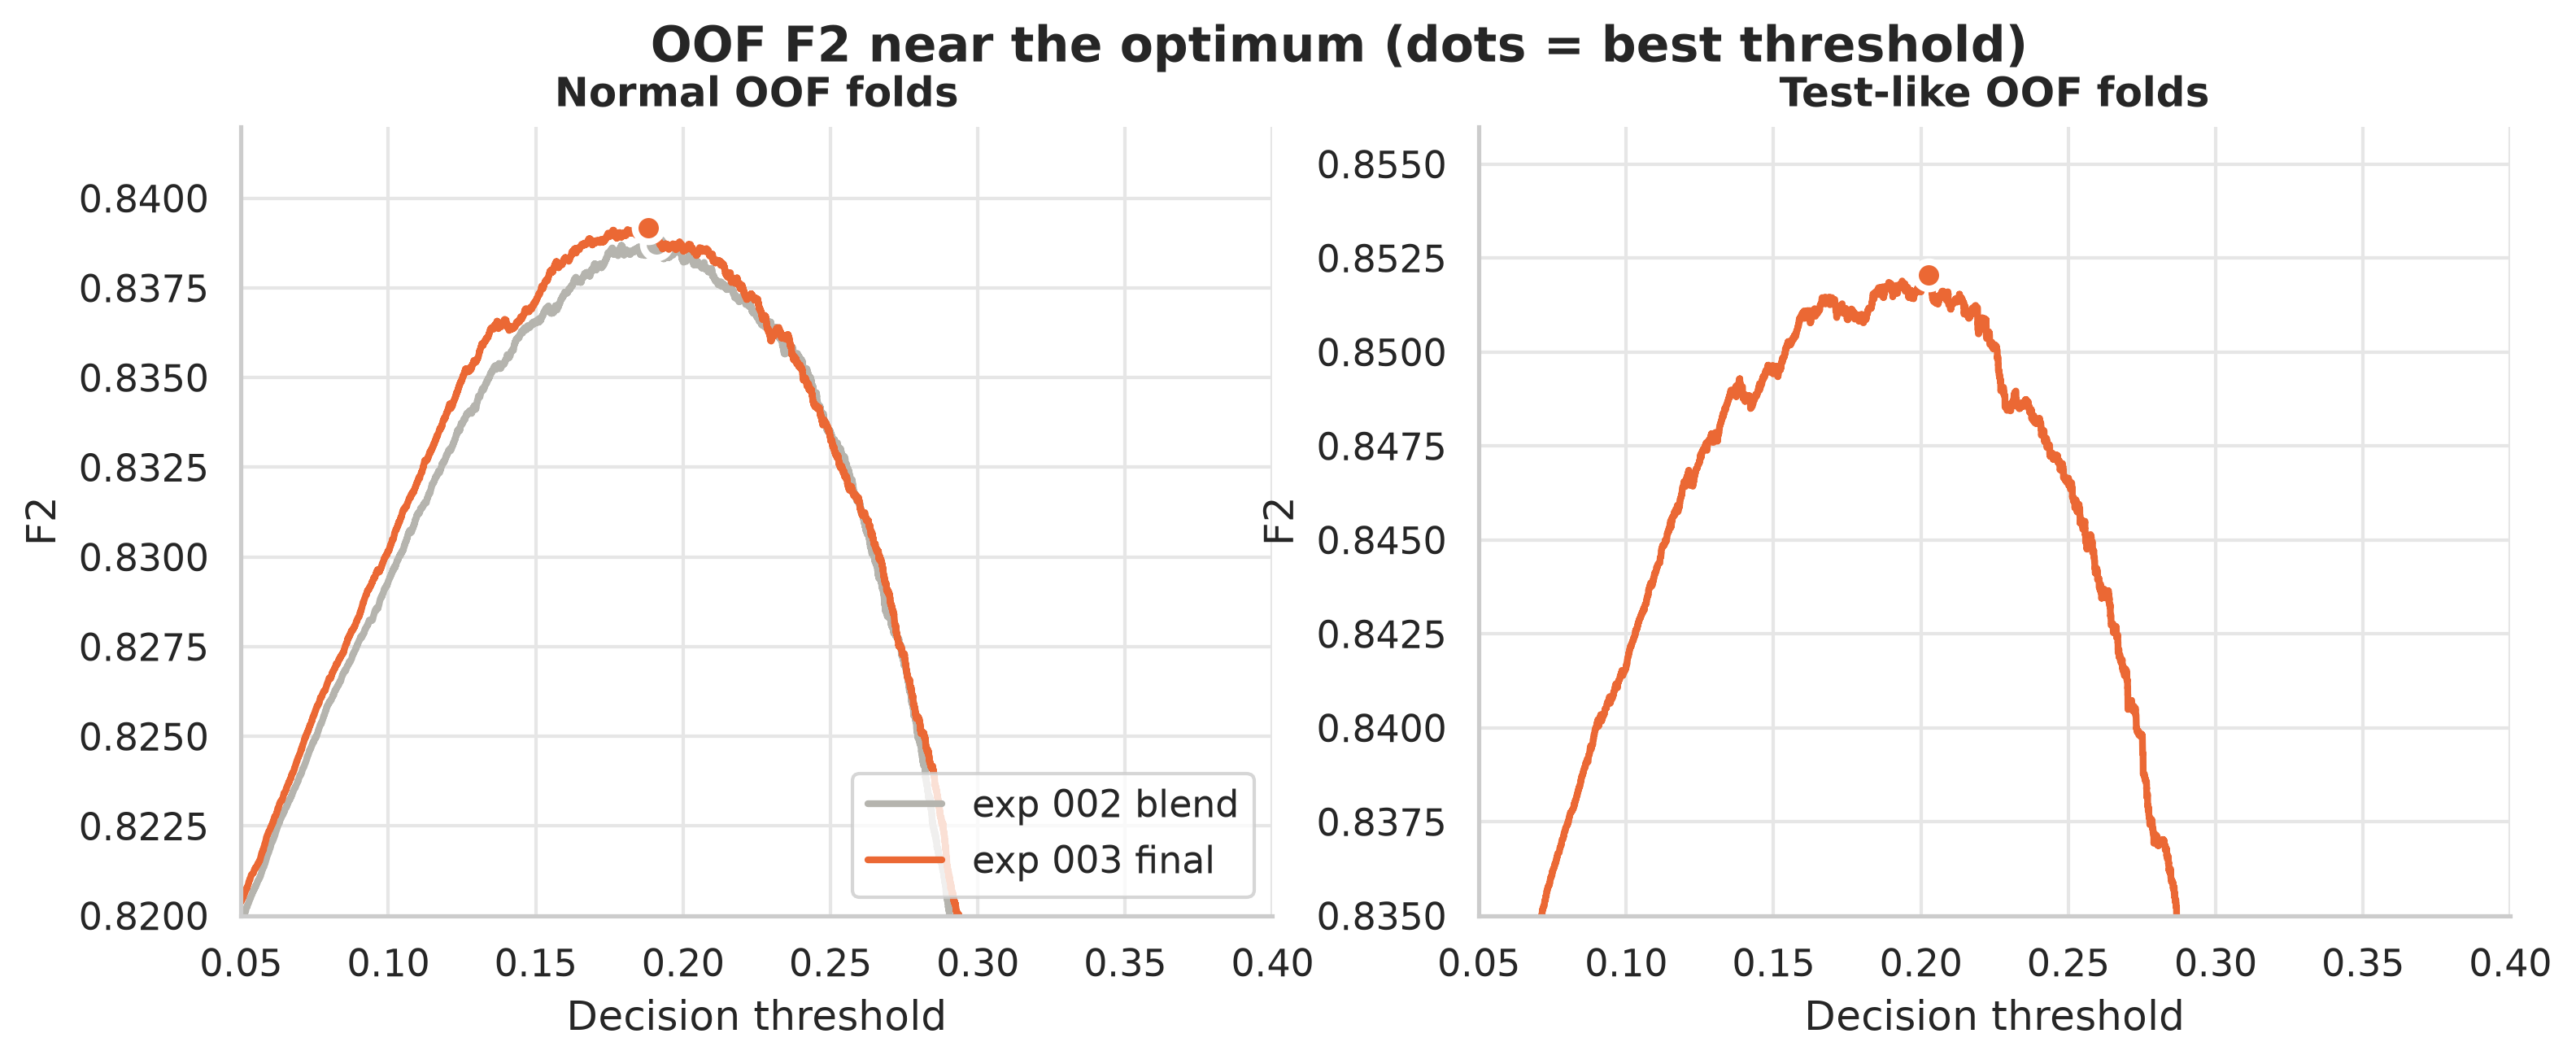 OOF F2 near the optimum (dots = best threshold)
Normal OOF folds
0.8400
0.8375
0.8350
0.8325
0.8300
0.8275
0.8250
0.8225
0.8200
F2
0.05 0.10 0.15 0.20 0.25 0.30 0.35 0.40
Decision threshold
exp 002 blend
exp 003 final
Test-like OOF folds
0.8550
0.8525
0.8500
0.8475
0.8450
0.8425
0.8400
0.8375
0.8350
F2
0.05 0.10 0.15 0.20 0.25 0.30 0.35 0.40
Decision threshold